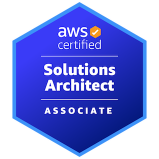 aws
certified
Solutions
Architect
ASSOCIATE